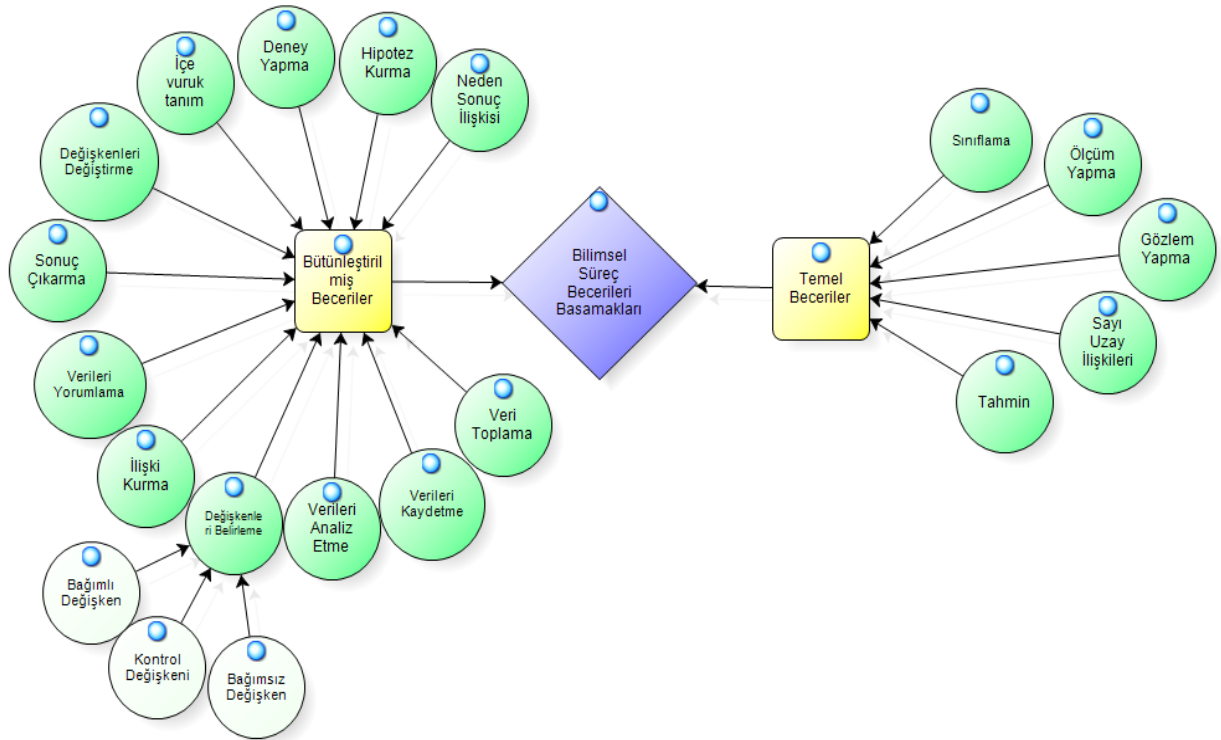 İçe
vuruk
tanım
Deney
Yapma
Hipotez
Kurma
Neden
Sonuç
İlişkisi
Değişkenleri
Değiştirme
Sonuç
Çıkarma
Verileri
Yorumlama
İlişki
Kurma
Değişkenle
ri Belirleme
Verileri
Analiz
Etme
Verileri
Kaydetme
Veri
Toplama
Bağımlı
Değişken
Kontrol
Değişkeni
Bağımsız
Değişken
Bütünleştiril
miş
Beceriler
Bilimsel
Süreç
Becerileri
Basamakları
Temel
Beceriler
Sınıflama
Ölçüm
Yapma
Gözlem
Yapma
Sayı
Uzay
İlişkileri
Tahmin